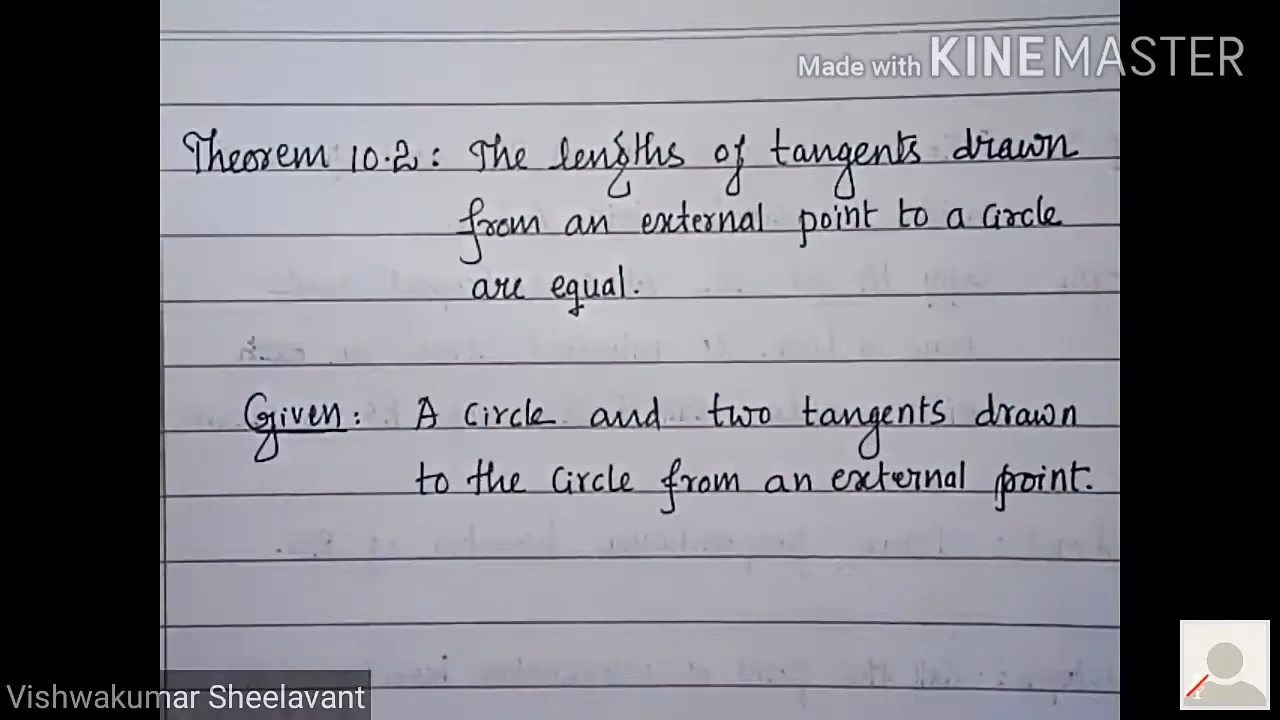 Made with KINEMASTER
Theorem 10.2: The lengths of tangents drawn
from an external point to a circle
are equal.
Given: A circle and two tangents drawn
to the circle from an external point.
Vishwakumar Sheelavant